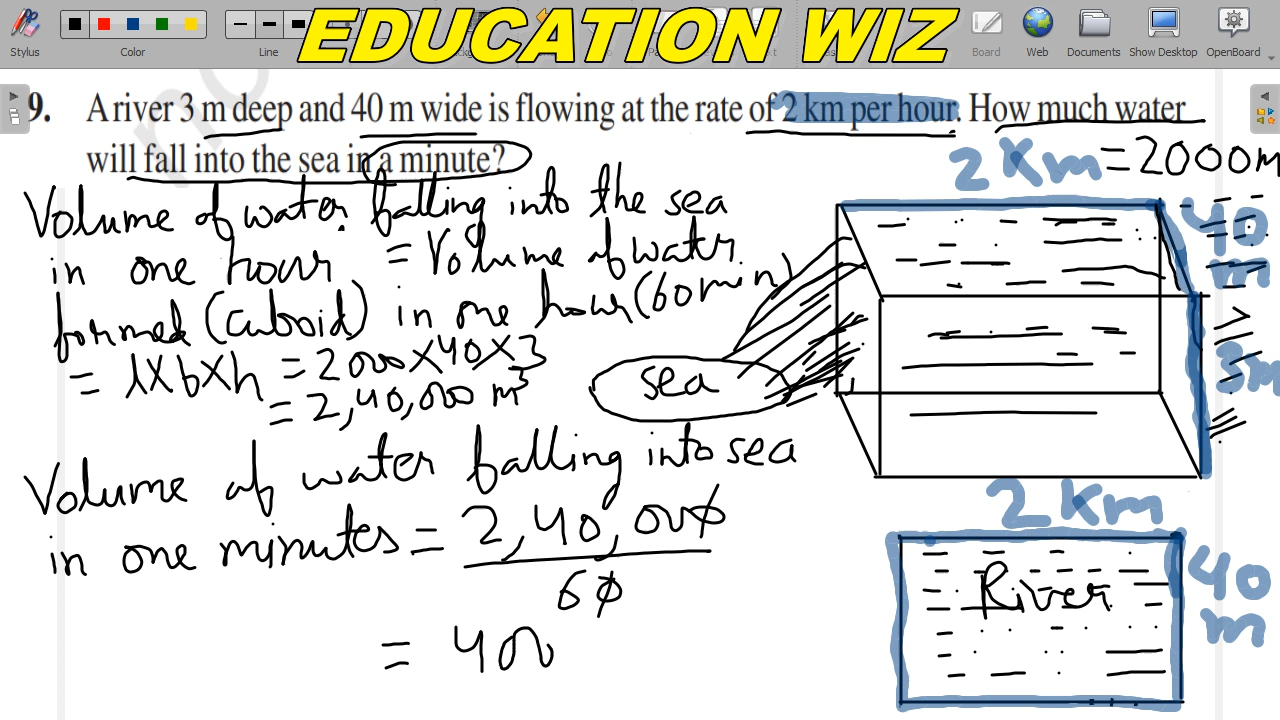 EDUCATION WIZ
Stylus
Color
Line
Board
Web
Documents
Show Desktop
OpenBoard
9. A river 3 m deep and 40 m wide is flowing at the rate of 2 km per hour. How much water
will fall into the sea in a minute?
2 Km = 2000m
Volume of water falling into the sea
in one hour = Volume of water
formed (cuboid) in one hour (60 min)
= l×b×h = 2000×40×3
= 2,40,000 m³
40
m
3m
sea
Volume of water falling into sea
in one minutes = 2,40,000
60
= 400
2 Km
River
40
m